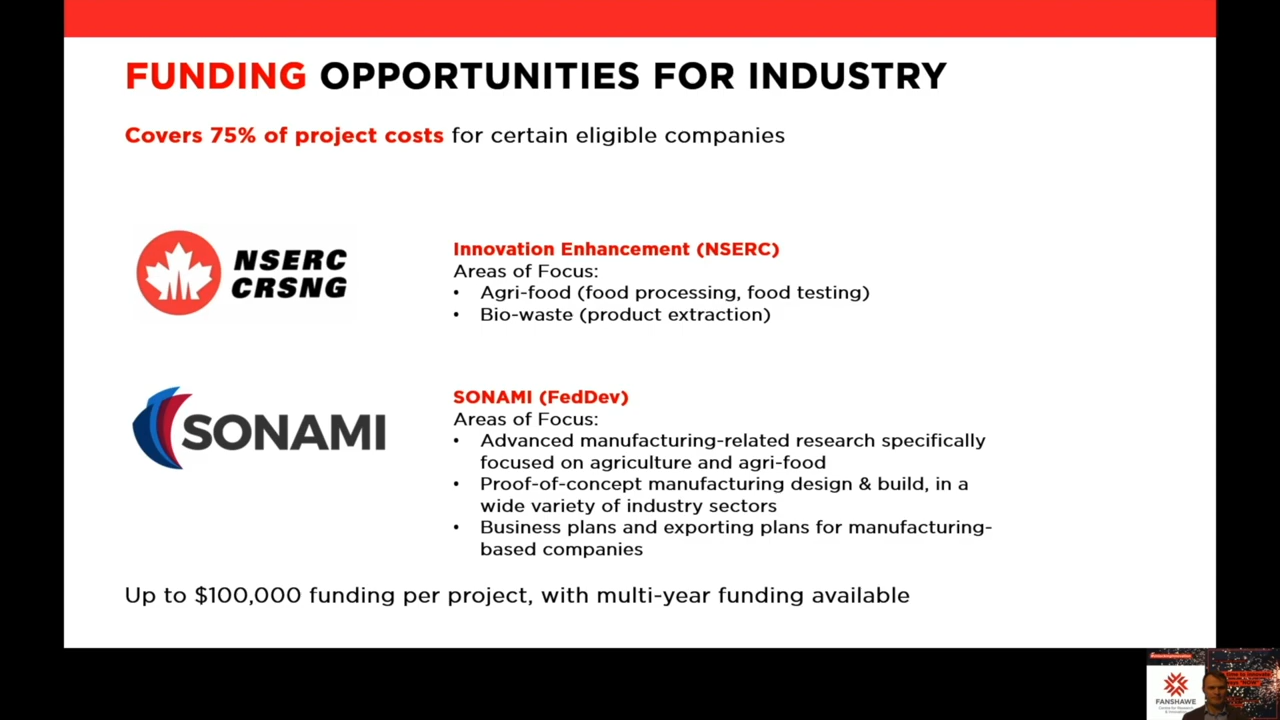 FUNDING OPPORTUNITIES FOR INDUSTRY
Covers 75% of project costs for certain eligible companies
NSERC
CRSNG
Innovation Enhancement (NSERC)
Areas of Focus:
• Agri-food (food processing, food testing)
• Bio-waste (product extraction)
SONAMI
SONAMI (FedDev)
Areas of Focus:
• Advanced manufacturing-related research specifically
focused on agriculture and agri-food
• Proof-of-concept manufacturing design & build, in a
wide variety of industry sectors
• Business plans and exporting plans for manufacturing-
based companies
Up to $100,000 funding per project, with multi-year funding available
FANSHAWE
Centre for Research
& Innovation